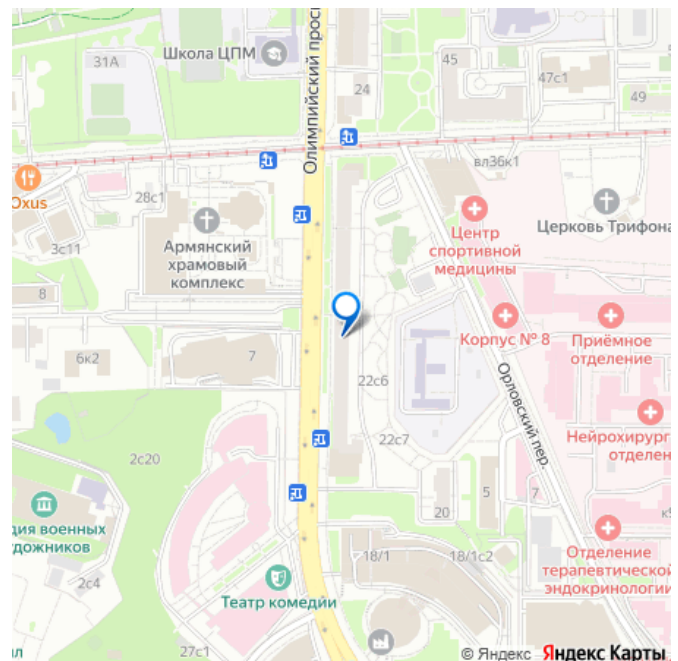 Школа ЦПМ
31А
Олимпийский просп
45
47с1
24
49
Oxus
28с1
вл36к1
Армянский
храмовый
комплекс
3с11
Центр
спортивной
медицины
Церковь Трифона
8
6к2
7
Корпус № 8
Приёмное
отделение
22с6
Орловский пер.
22с7
Нейрохирург
отделен
2с20
5
7
20
к5
дия военных
удожников
2с4
18/1
18/1с2
Отделение
терапевтической
эндокринологии
Театр комедии
27с1
л
© Яндекс Яндекс Карты